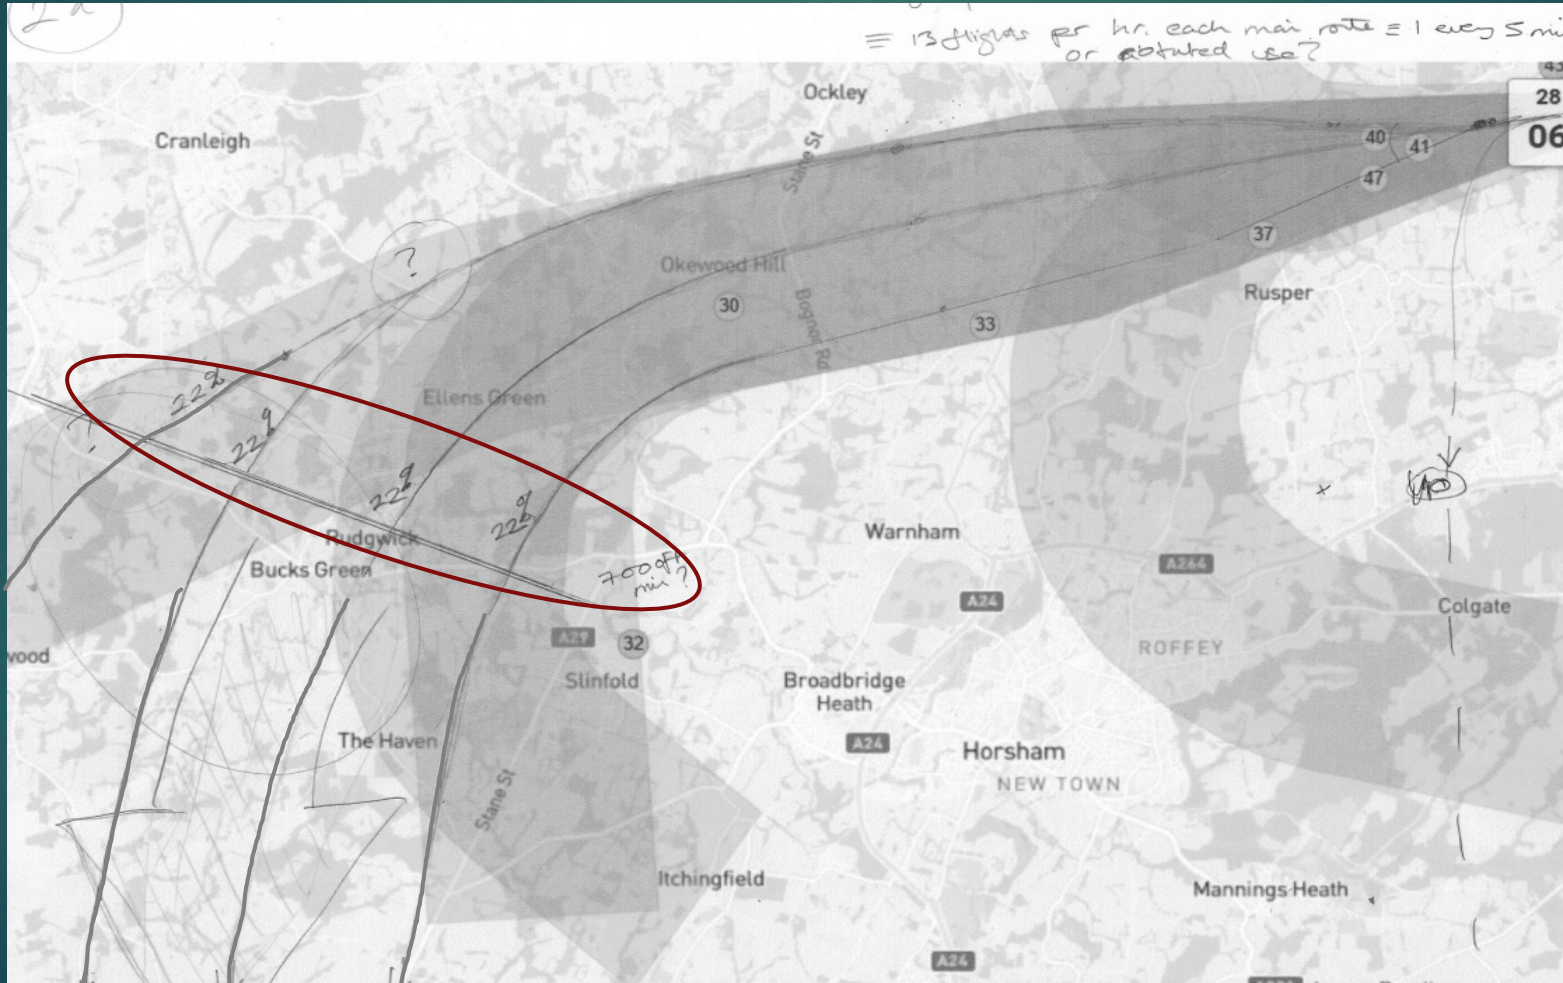 2a
= 13 flights per hr. each main route = 1 every 5 mi
or
use?
43
Ockley
28
06
Cranleigh
Stane St
40
41
47
?
37
Okewood Hill
Rusper
30
Bognor Rd
33
22%
Ellens Green
22%
?
22%
22%
Rudgwick
Warnham
Bucks Green
7000ft
min?
A264
A24
Colgate
A29
32
ROFFEY
wood
Slinfold
Broadbridge
Heath
The Haven
A24
Horsham
NEW TOWN
Stane St
Itchingfield
Mannings Heath
A24